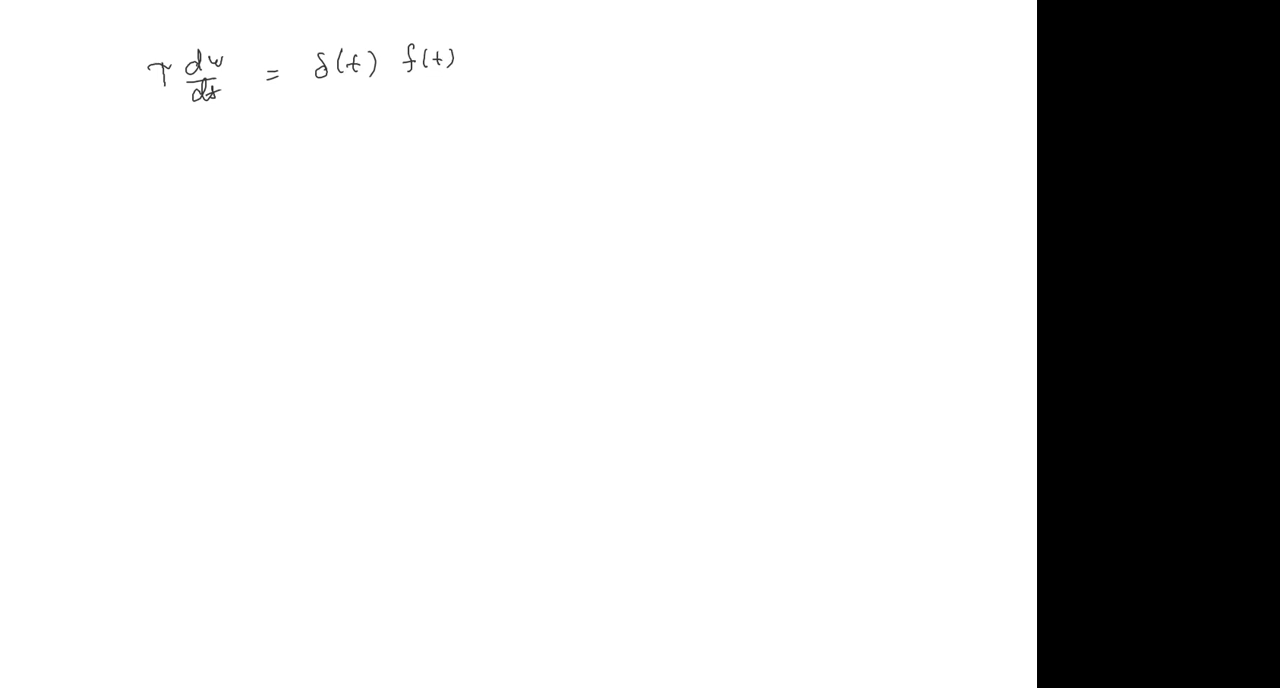 τ dw/dt = δ(t) f(t)